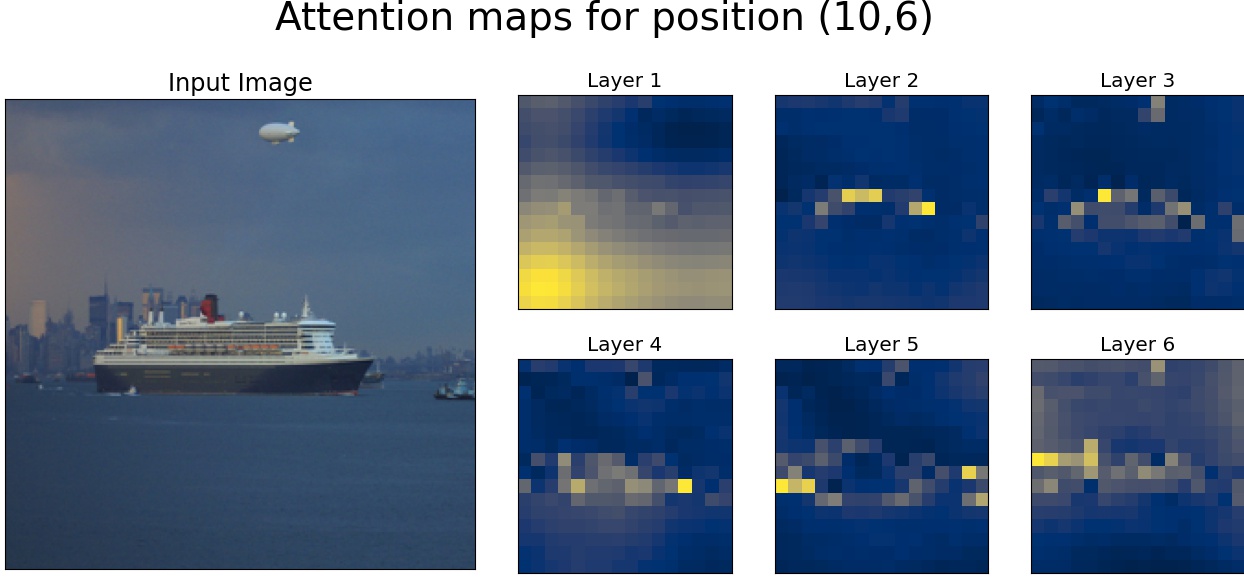 Attention maps for position (10,6)
Input Image
Layer 1
Layer 2
Layer 3
Layer 4
Layer 5
Layer 6